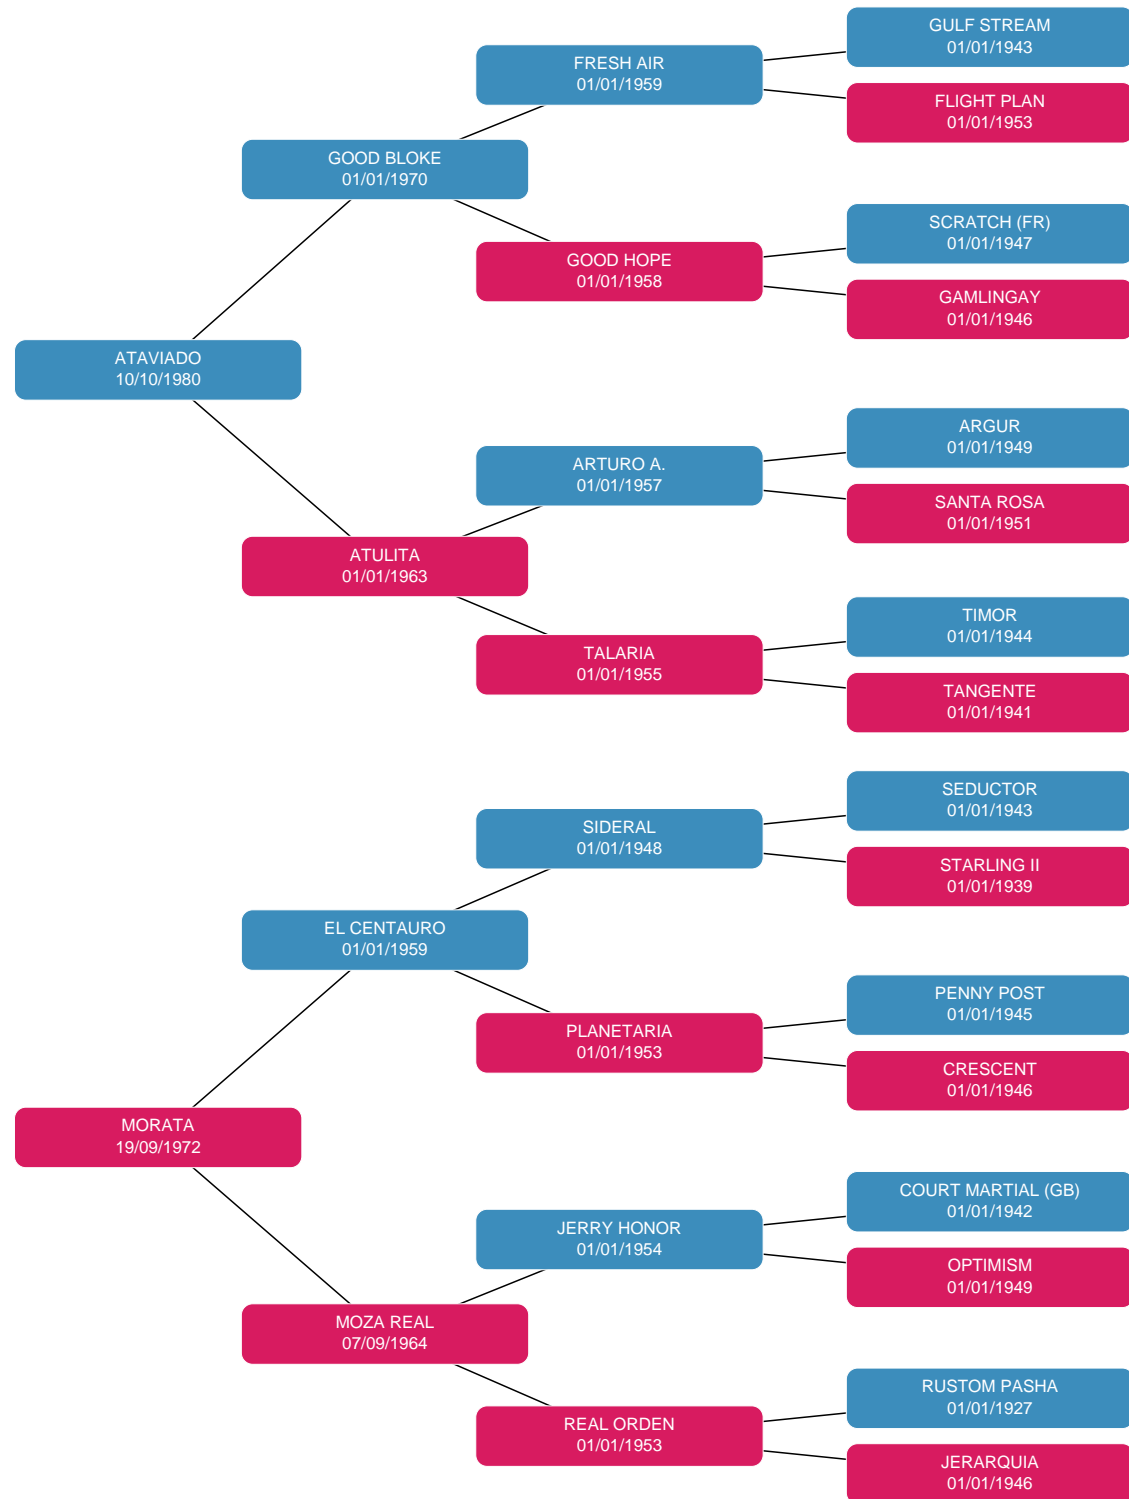 GULF STREAM
01/01/1943
FRESH AIR
01/01/1959
FLIGHT PLAN
01/01/1953
GOOD BLOKE
01/01/1970
SCRATCH (FR)
01/01/1947
GOOD HOPE
01/01/1958
GAMLINGAY
01/01/1946
ATAVIADO
10/10/1980
ARGUR
01/01/1949
ARTURO A.
01/01/1957
SANTA ROSA
01/01/1951
ATULITA
01/01/1963
TIMOR
01/01/1944
TALARIA
01/01/1955
TANGENTE
01/01/1941
SEDUCTOR
01/01/1943
SIDERAL
01/01/1948
STARLING II
01/01/1939
EL CENTAURO
01/01/1959
PENNY POST
01/01/1945
PLANETARIA
01/01/1953
CRESCENT
01/01/1946
MORATA
19/09/1972
COURT MARTIAL (GB)
01/01/1942
JERRY HONOR
01/01/1954
OPTIMISM
01/01/1949
MOZA REAL
07/09/1964
RUSTOM PASHA
01/01/1927
REAL ORDEN
01/01/1953
JERARQUIA
01/01/1946